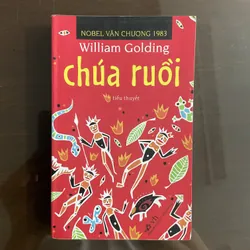 NOBEL VĂN CHƯƠNG 1983
William Golding
chúa ruồi
tiểu thuyết